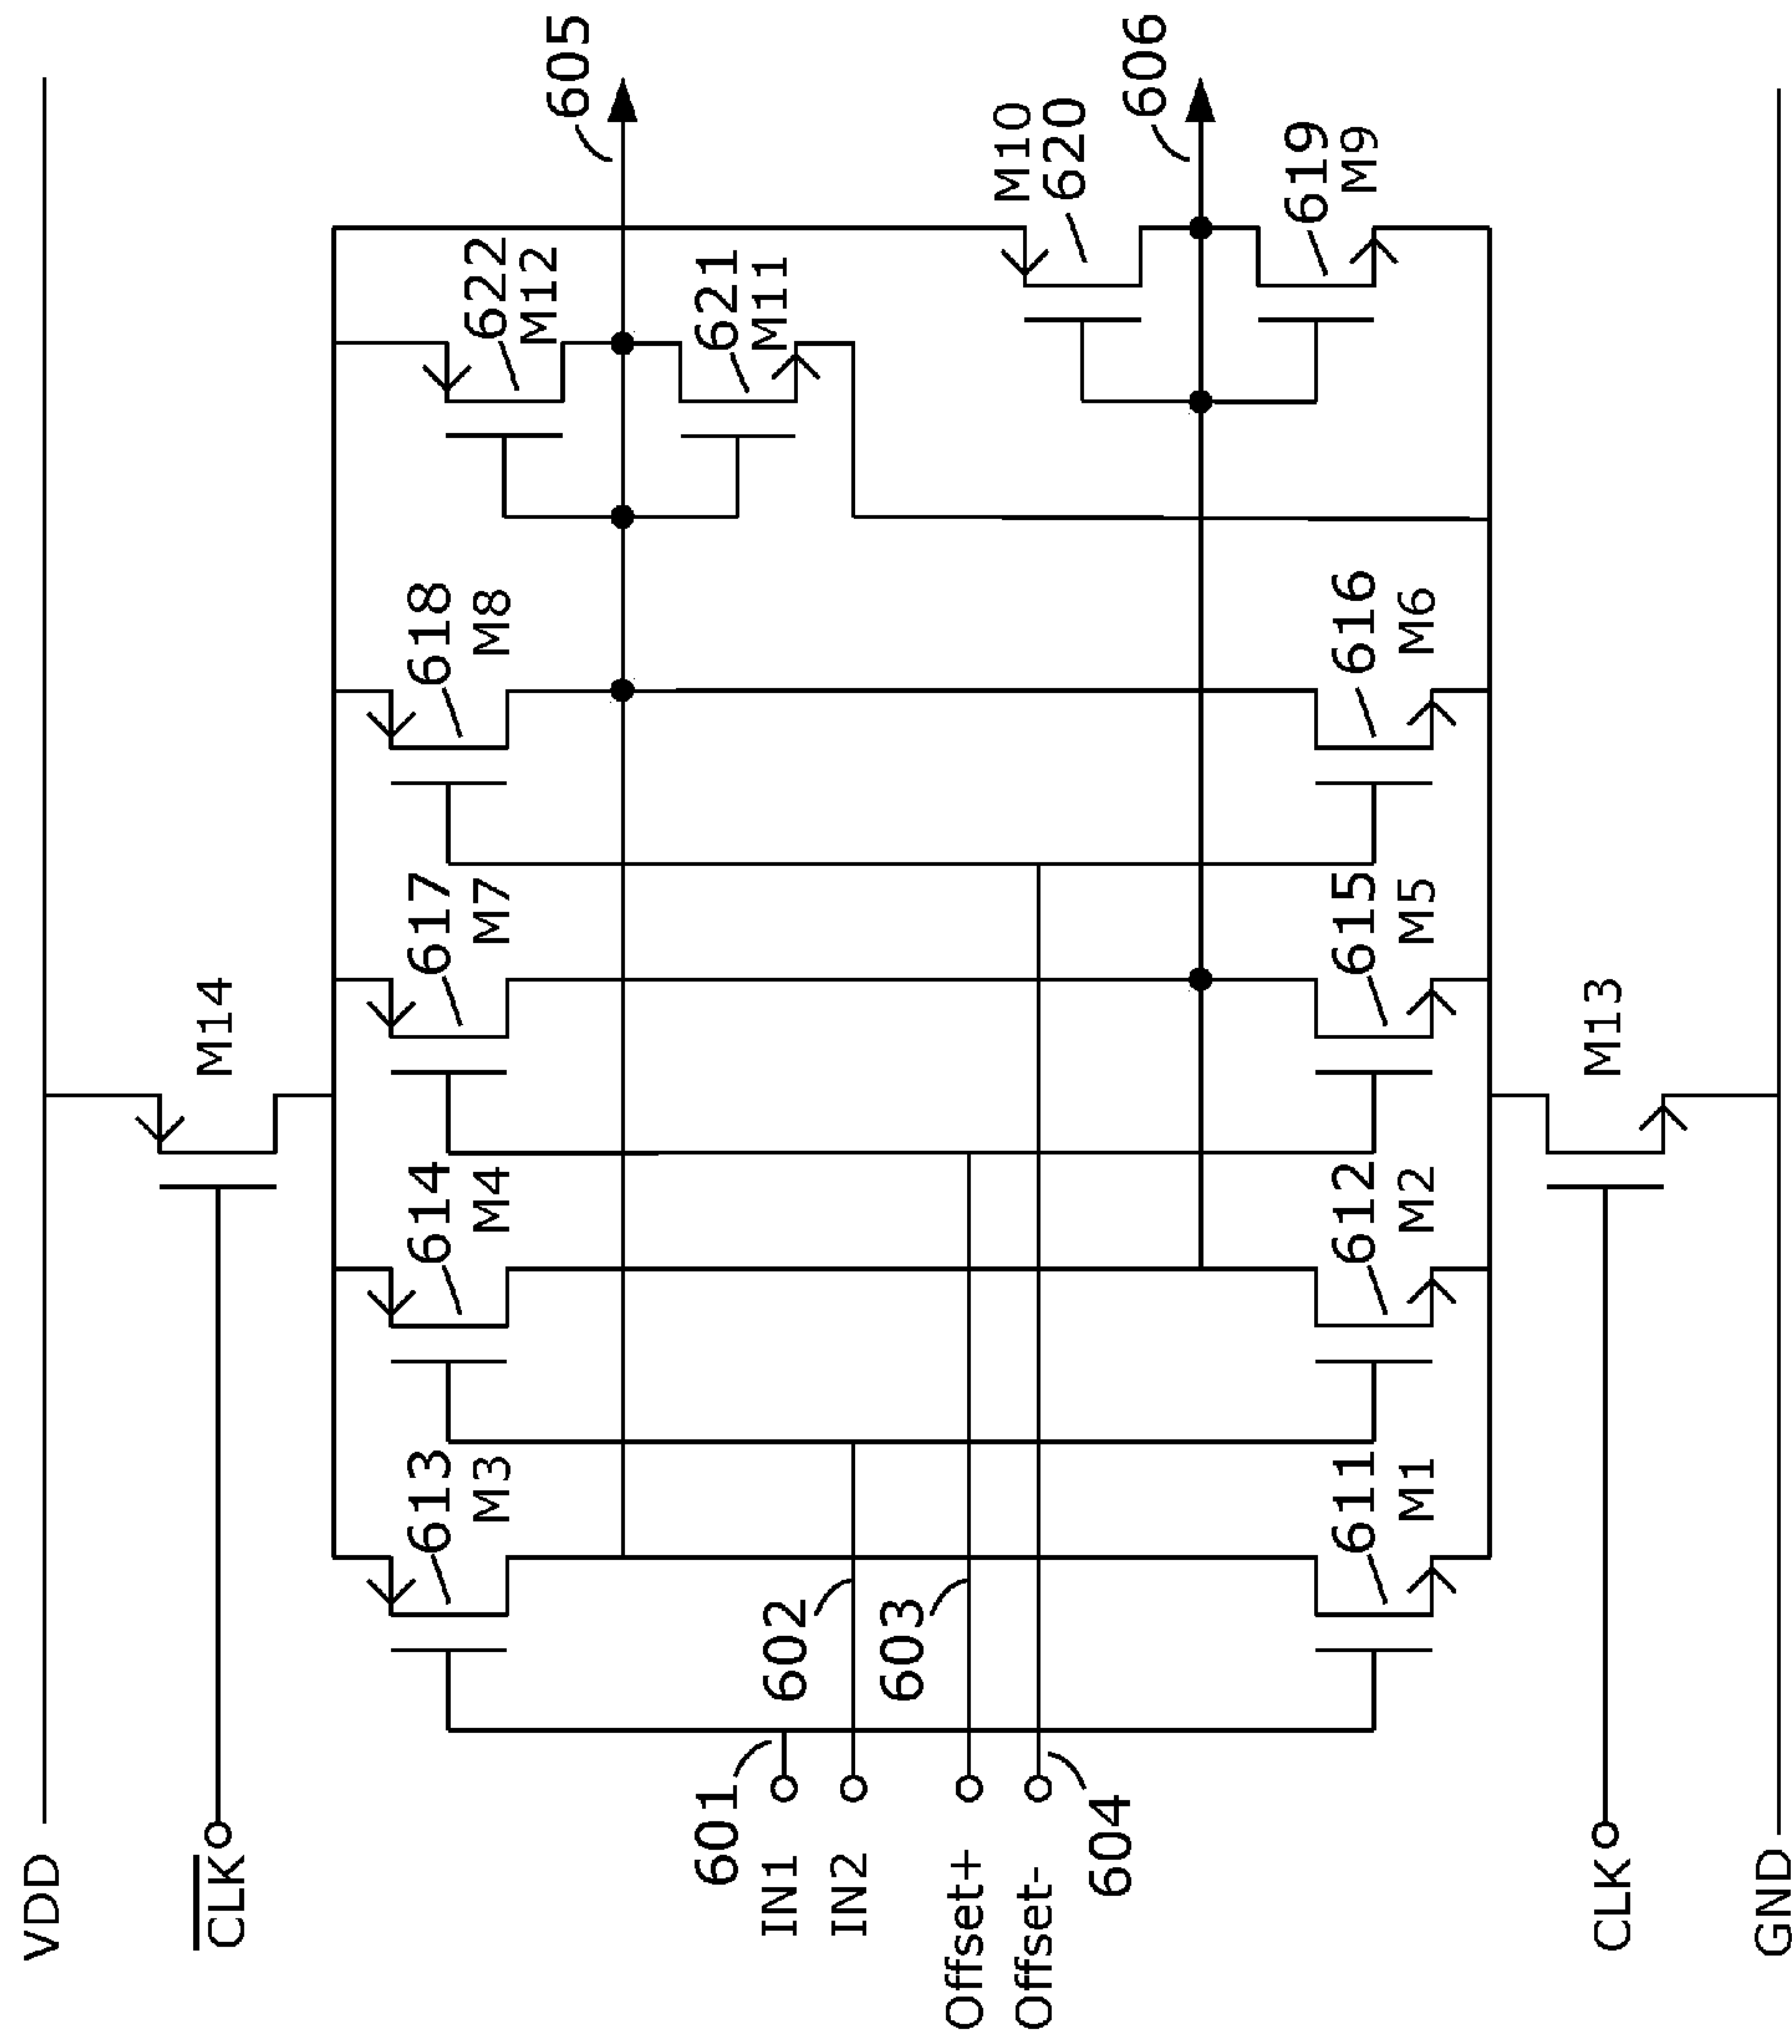 VDD
CLK
IN1
IN2
Offset+
Offset-
CLK
GND
601
602
603
604
613
M3
614
M4
M14
617
M7
618
M8
622
M12
621
M11
605
M10
620
606
619
M9
616
M6
615
M5
612
M2
611
M1
M13